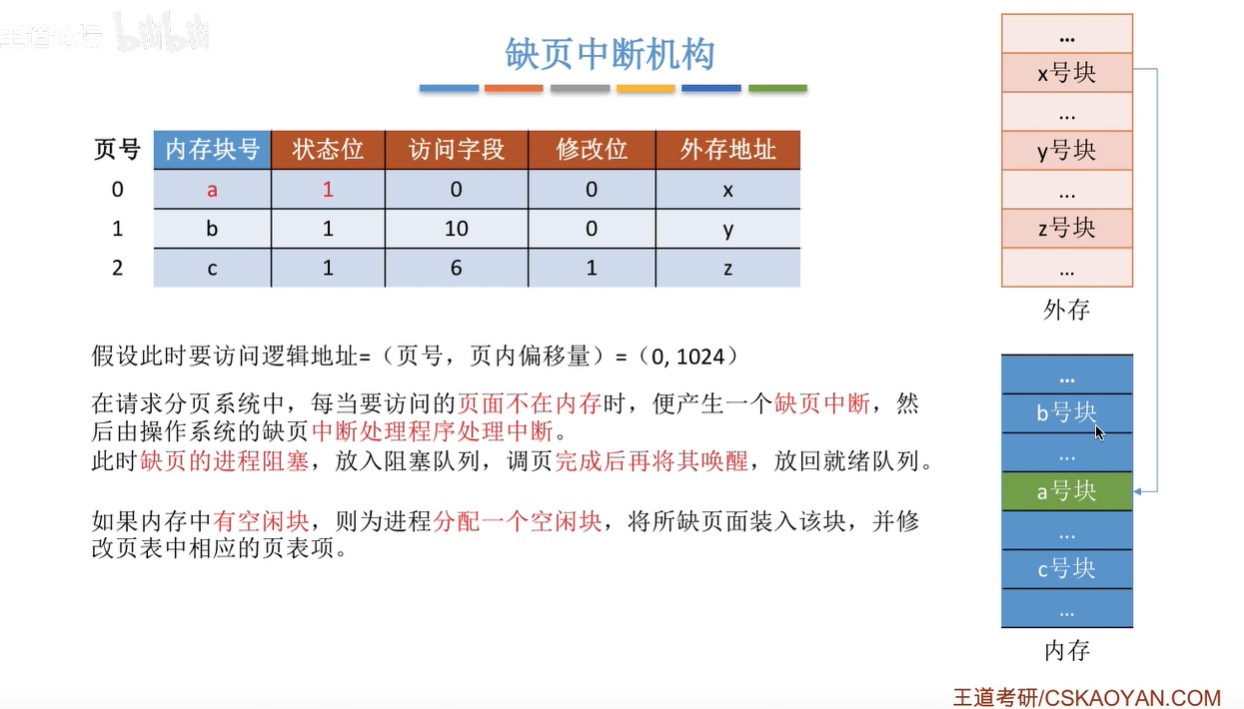 王道论坛 bilibili
缺页中断机构
页号 内存块号 状态位 访问字段 修改位 外存地址
0 a 1 0 0 x
1 b 1 10 0 y
2 c 1 6 1 z
假设此时要访问逻辑地址=（页号，页内偏移量）=（0, 1024）
在请求分页系统中，每当要访问的页面不在内存时，便产生一个缺页中断，然
后由操作系统的缺页中断处理程序处理中断。
此时缺页的进程阻塞，放入阻塞队列，调页完成后再将其唤醒，放回就绪队列。
如果内存中有空闲块，则为进程分配一个空闲块，将所缺页面装入该块，并修
改页表中相应的页表项。
...
x号块
...
y号块
...
z号块
...
外存
...
b号块
...
a号块
...
c号块
...
内存
王道考研/CSKAOYAN.COM